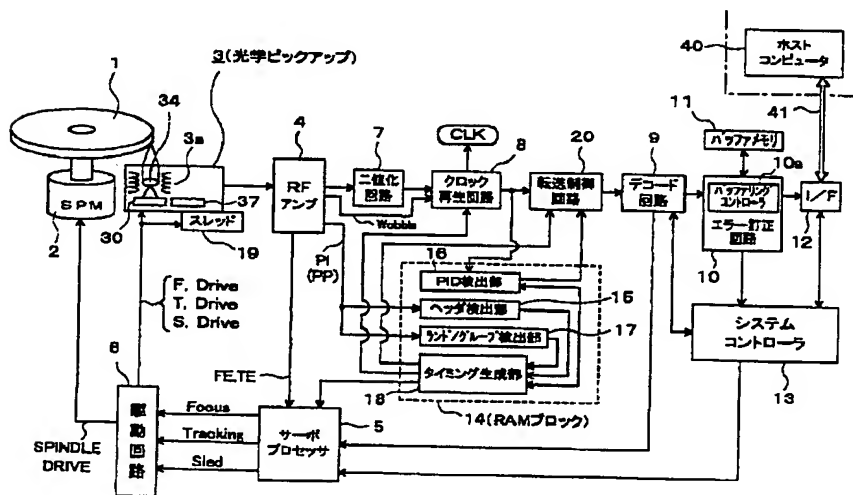 40
ホスト
コンピュータ
41
3(光学ピックアップ)
1
34
3a
4
7
CLK
8
20
9
11
バッファメモリ
10a
SPM
2
30
37
スレッド
19
RF
アンプ
二値化
回路
クロック
再生回路
転送制御
回路
デコード
回路
バッファリング
コントローラ
エラー訂正
回路
10
I/F
12
Wobble
PI
(PP)
16
PID検出部
ヘッダ検出部
15
ランド/グルーブ検出部
17
タイミング生成部
18
14(RAMブロック)
システム
コントローラ
13
F. Drive
T. Drive
S. Drive
FE,TE
6
駆動回路
Focus
Tracking
Sled
サーボ
プロセッサ
5
SPINDLE
DRIVE